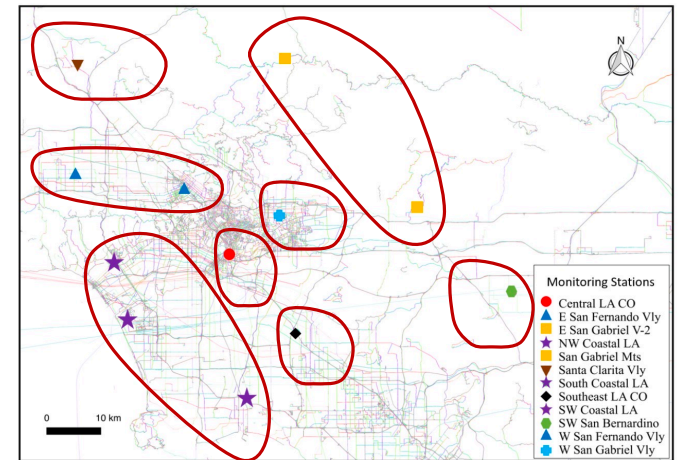 N
Monitoring Stations
Central LA CO
E San Fernando Vly
E San Gabriel V-2
NW Coastal LA
San Gabriel Mts
Santa Clarita Vly
South Coastal LA
Southeast LA CO
SW Coastal LA
SW San Bernardino
W San Fernando Vly
W San Gabriel Vly
0 10 km